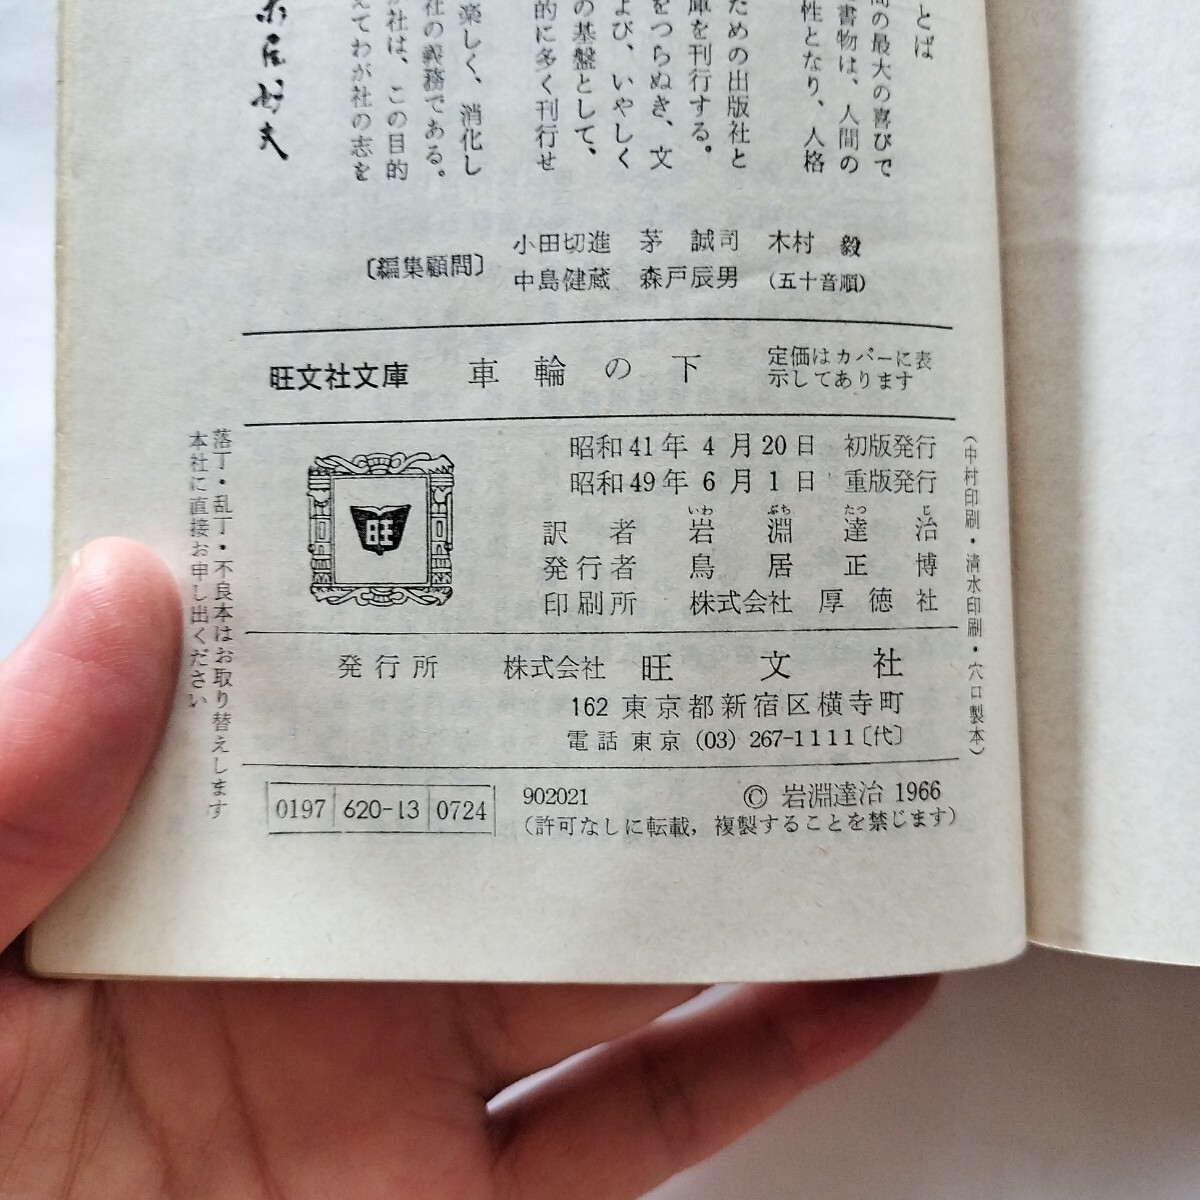 とば
間の最大の喜びで
書物は、人間の
性となり、人格
ための出版社と
庫を刊行する。
をつらぬき、文
よび、いやしく
の基盤として、
的に多く刊行せ
楽しく、消化し
社の義務である。
が社は、この目的
えてわが社の志を
〔編集顧問〕
小田切進 茅 誠司 木村 毅
中島健蔵 森戸辰男 (五十音順)
旺文社文庫 車輪の下 定価はカバーに表
示してあります
昭和41年 4 月20日 初版発行
昭和49年 6 月 1 日 重版発行
いわ ぶち たつ じ
訳者 岩淵達治
発行者 鳥居正博
印刷所 株式会社 厚徳社
(中村印刷・清水印刷・穴口製本)
旺
発行所 株式会社 旺文社
162 東京都新宿区横寺町
電話 東京 (03) 267-1111〔代〕
落丁・乱丁・不良本はお取り替えします
本社に直接お申し出ください
0197 620-13 0724
902021
© 岩淵達治 1966
(許可なしに転載, 複製することを禁じます)